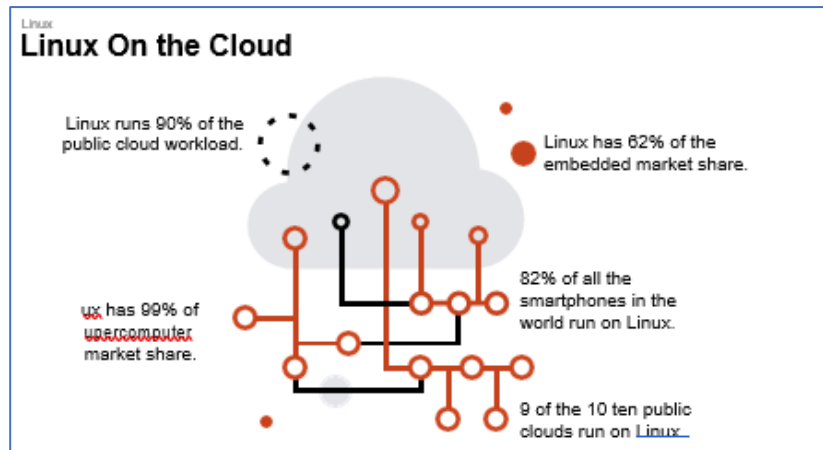 Linux
Linux On the Cloud
Linux runs 90% of the
public cloud workload.
Linux has 62% of the
embedded market share.
ux has 99% of
upercomputer
market share.
82% of all the
smartphones in the
world run on Linux.
9 of the 10 ten public
clouds run on Linux